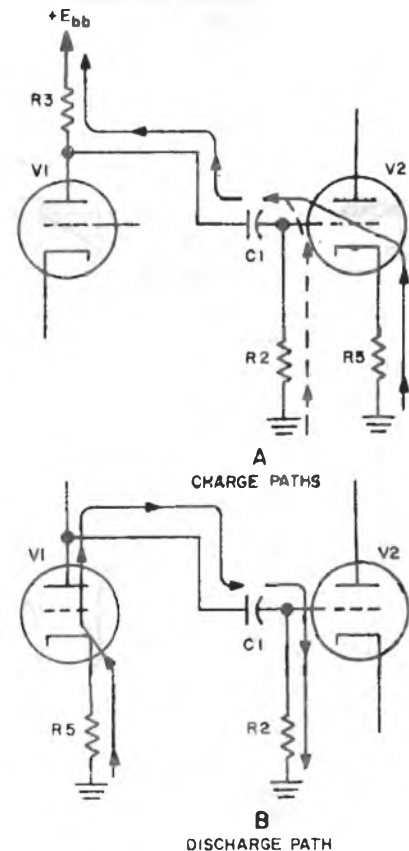 +Ebb
R3
V1
V2
C1
R2
R5
A
CHARGE PATHS
V1
V2
C1
R5
R2
B
DISCHARGE PATH